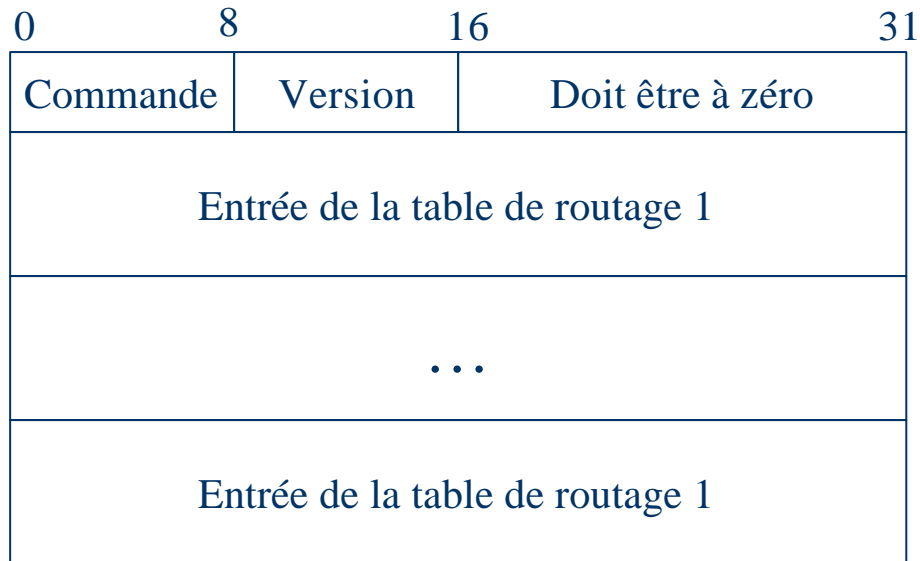 0 8 16 31
Commande Version Doit être à zéro
Entrée de la table de routage 1
...
Entrée de la table de routage 1